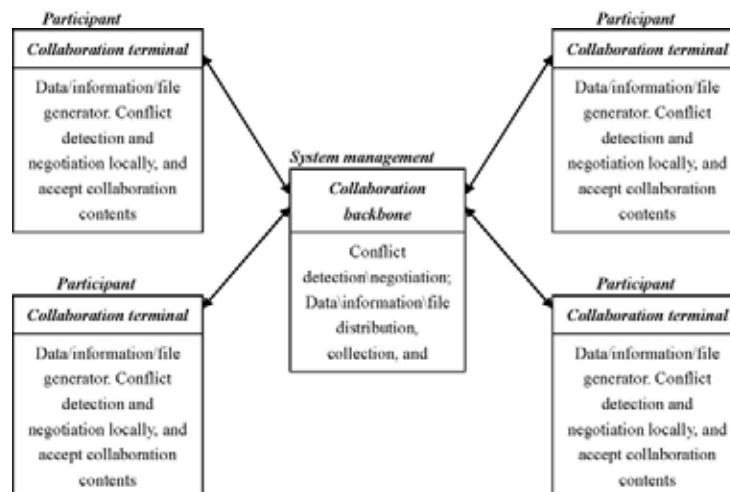 Participant
Collaboration terminal
Data/information/file
generator. Conflict
detection and
negotiation locally, and
accept collaboration
contents
Participant
Collaboration terminal
Data/information/file
generator. Conflict
detection and
negotiation locally, and
accept collaboration
contents
System management
Collaboration
backbone
Conflict
detection\negotiation;
Data\information\file
distribution,
collection, and
Participant
Collaboration terminal
Data/information/file
generator. Conflict
detection and
negotiation locally, and
accept collaboration
contents
Participant
Collaboration terminal
Data/information/file
generator. Conflict
detection and
negotiation locally, and
accept collaboration
contents